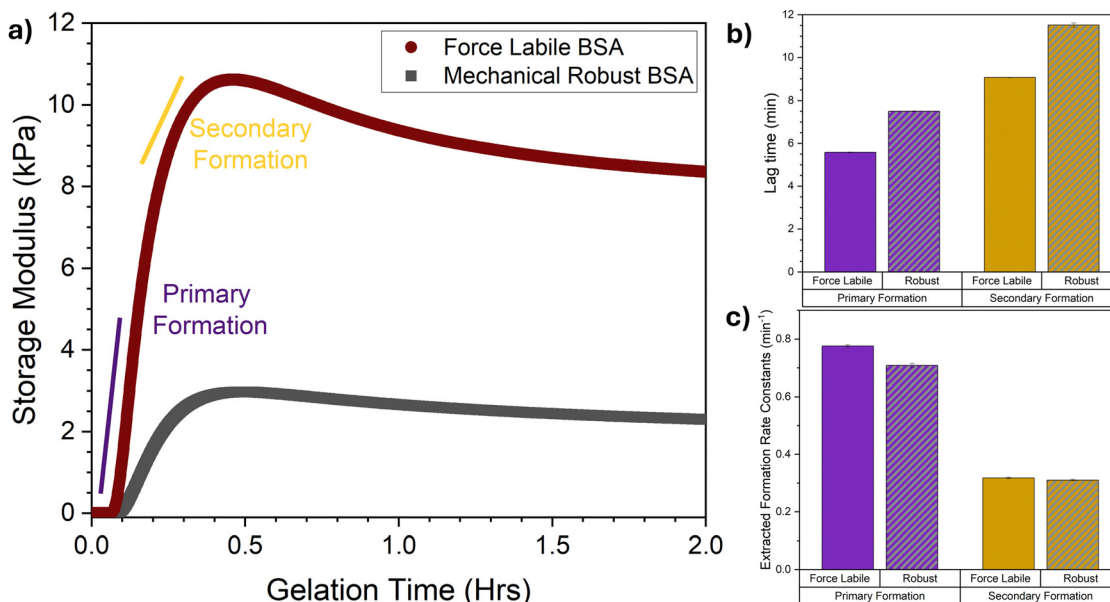 a)
Storage Modulus (kPa)
12
10
8
6
4
2
0
Force Labile BSA
Mechanical Robust BSA
Secondary
Formation
Primary
Formation
0.0
0.5
1.0
1.5
2.0
Gelation Time (Hrs)
b)
Lag time (min)
12
10
8
6
4
2
0
Force Labile
Robust
Force Labile
Robust
Primary Formation
Secondary Formation
c)
Extracted Formation Rate Constants (min⁻¹)
0.8
0.6
0.4
0.2
0.0
Force Labile
Robust
Force Labile
Robust
Primary Formation
Secondary Formation